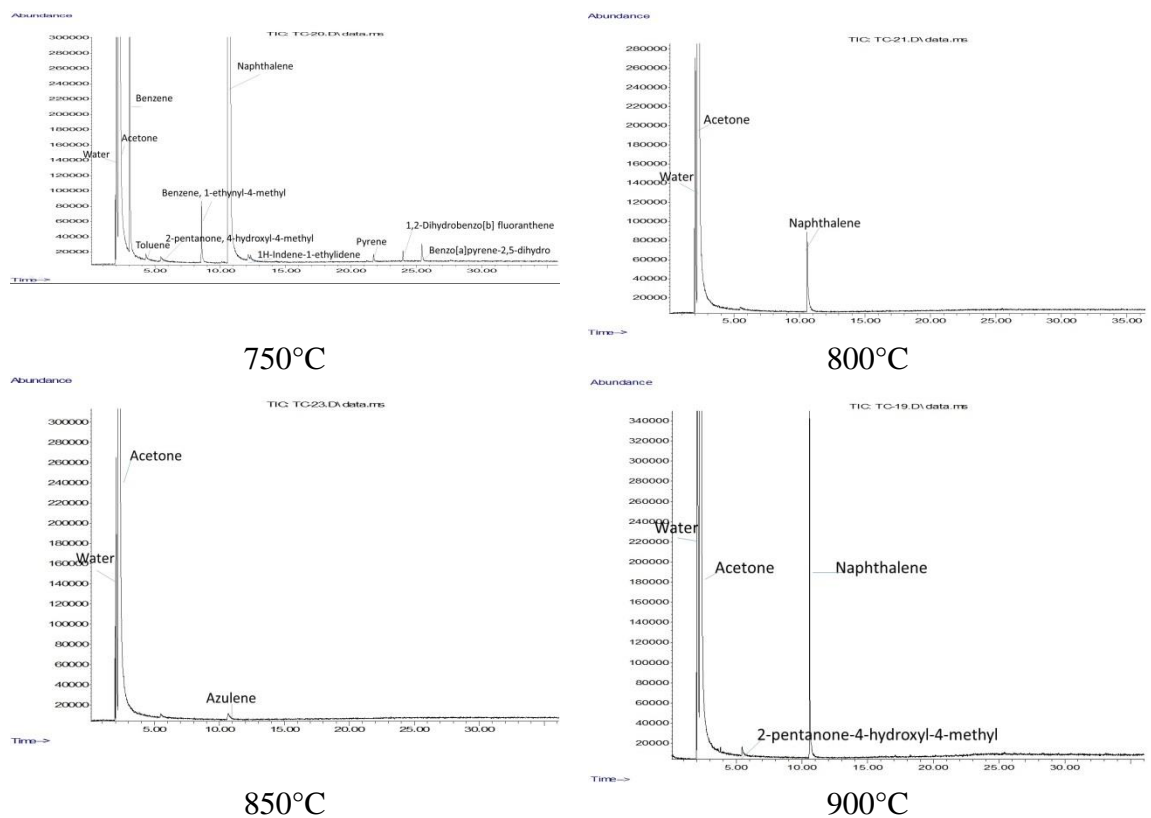 Abundance
TIC: TC-20.D\data.ms
300000
280000
260000
240000
220000
200000
180000
160000
140000
120000
100000
80000
60000
40000
20000
Naphthalene
Benzene
Acetone
Water
Benzene, 1-ethynyl-4-methyl
1,2-Dihydrobenzo[b] fluoranthene
Toluene
2-pentanone, 4-hydroxyl-4-methyl
Pyrene
1H-Indene-1-ethylidene
Benzo[a]pyrene-2,5-dihydro
5.00 10.00 15.00 20.00 25.00 30.00
Time-->
750°C
Abundance
TIC: TC-21.D\data.ms
280000
260000
240000
220000
200000
180000
160000
140000
120000
100000
80000
60000
40000
20000
Acetone
Water
Naphthalene
5.00 10.00 15.00 20.00 25.00 30.00 35.00
Time-->
800°C
Abundance
TIC: TC-23.D\data.ms
300000
280000
260000
240000
220000
200000
180000
160000
140000
120000
100000
80000
60000
40000
20000
Acetone
Water
Azulene
5.00 10.00 15.00 20.00 25.00 30.00 35.00
Time-->
850°C
Abundance
TIC: TC-19.D\data.ms
340000
320000
300000
280000
260000
240000
220000
200000
180000
160000
140000
120000
100000
80000
60000
40000
20000
Water
Acetone
Naphthalene
2-pentanone-4-hydroxyl-4-methyl
5.00 10.00 15.00 20.00 25.00 30.00
Time-->
900°C